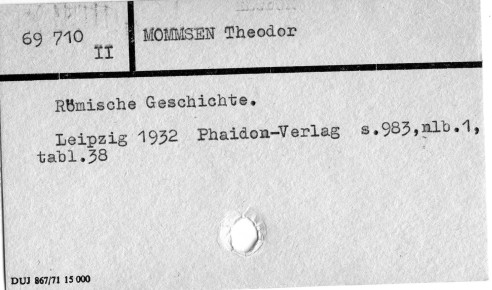 69 710
II
MOMMSEN Theodor
Römische Geschichte.
Leipzig 1932 Phaidon-Verlag s.983,nlb.1,
tabl.38
DUJ 867/71 15 000